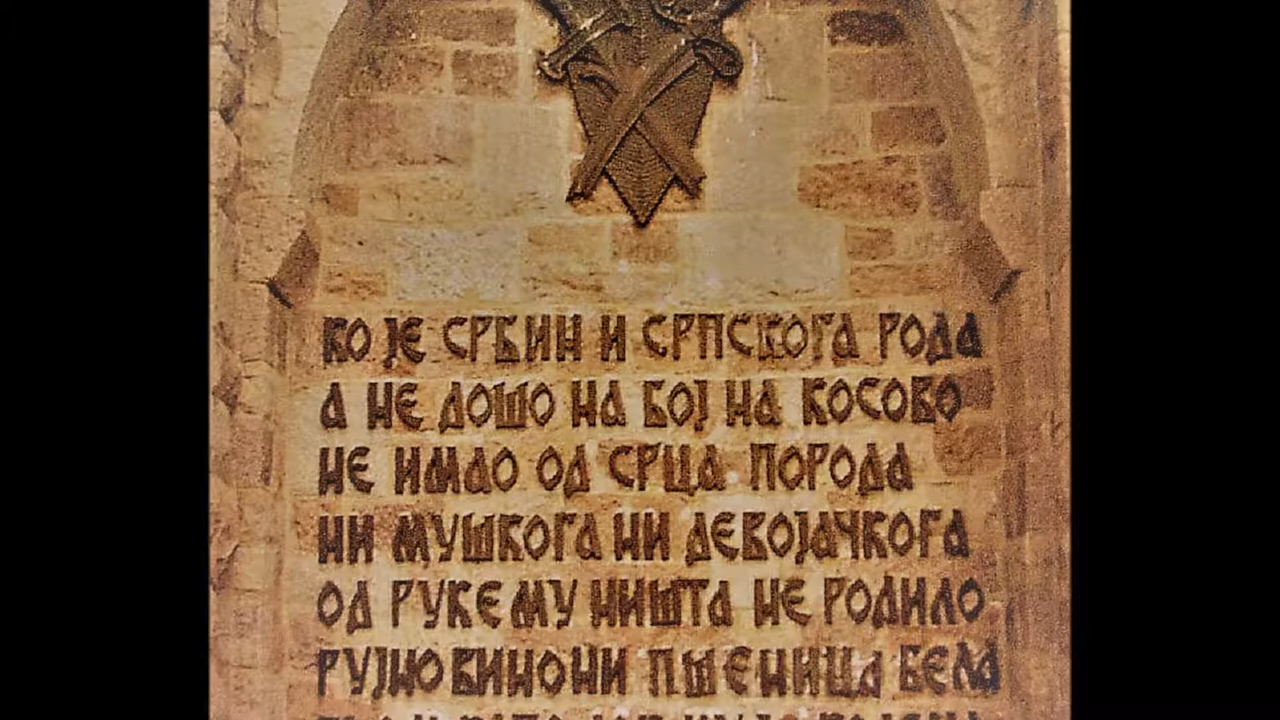 КО ЈЕ СРБИН И СРПСКОГА РОДА
А НЕ ДОШО НА БОЈ НА КОСОВО
НЕ ИМАО ОД СРЦА ПОРОДА
НИ МУШКОГА НИ ДЕВОЈАЧКОГА
ОД РУКЕ МУ НИШТА НЕ РОДИЛО
РУЈНО ВИНО НИ ПШЕНИЦА БЕЛА